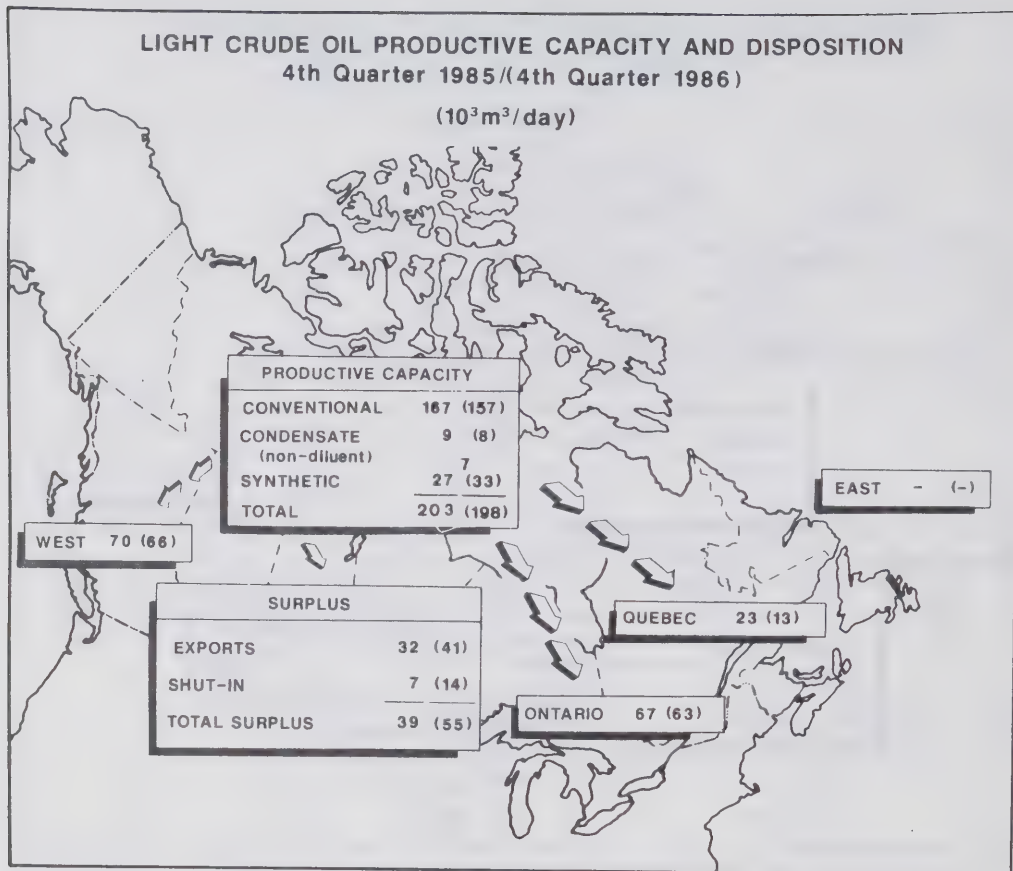 LIGHT CRUDE OIL PRODUCTIVE CAPACITY AND DISPOSITION
4th Quarter 1985/(4th Quarter 1986)
(10³m³/day)
PRODUCTIVE CAPACITY
CONVENTIONAL 167 (157)
CONDENSATE 9 (8)
(non-diluent) 7
SYNTHETIC 27 (33)
TOTAL 203 (198)
EAST - (-)
WEST 70 (66)
SURPLUS
EXPORTS 32 (41)
SHUT-IN 7 (14)
TOTAL SURPLUS 39 (55)
QUEBEC 23 (13)
ONTARIO 67 (63)